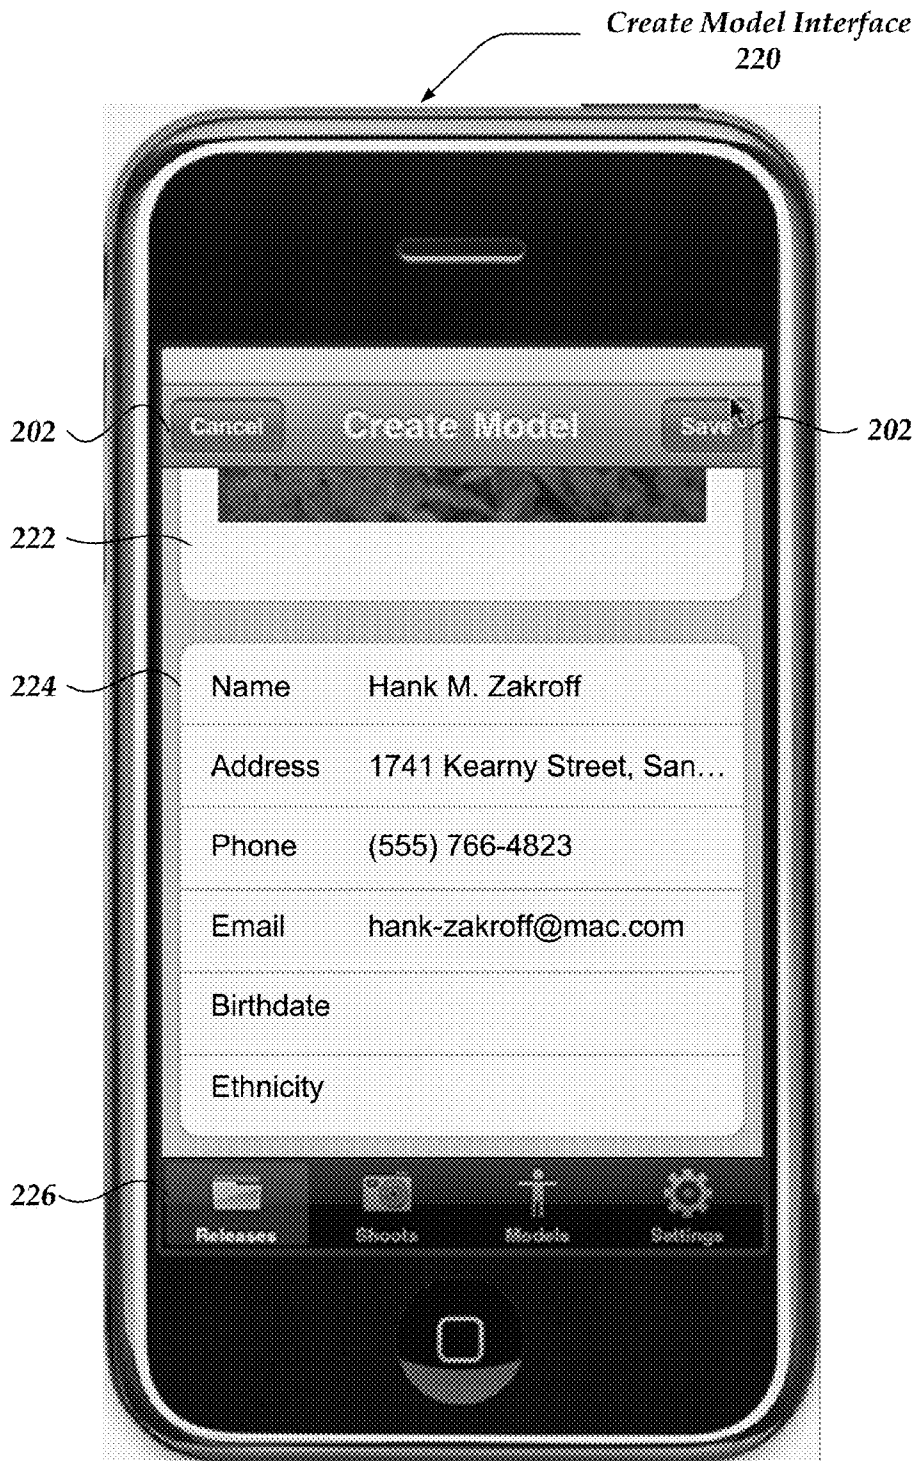 Create Model Interface
220
202
Cancel
Create Model
Save
202
222
224
Name Hank M. Zakroff
Address 1741 Kearny Street, San...
Phone (555) 766-4823
Email hank-zakroff@mac.com
Birthdate
Ethnicity
226
Releases Shoots Models Settings